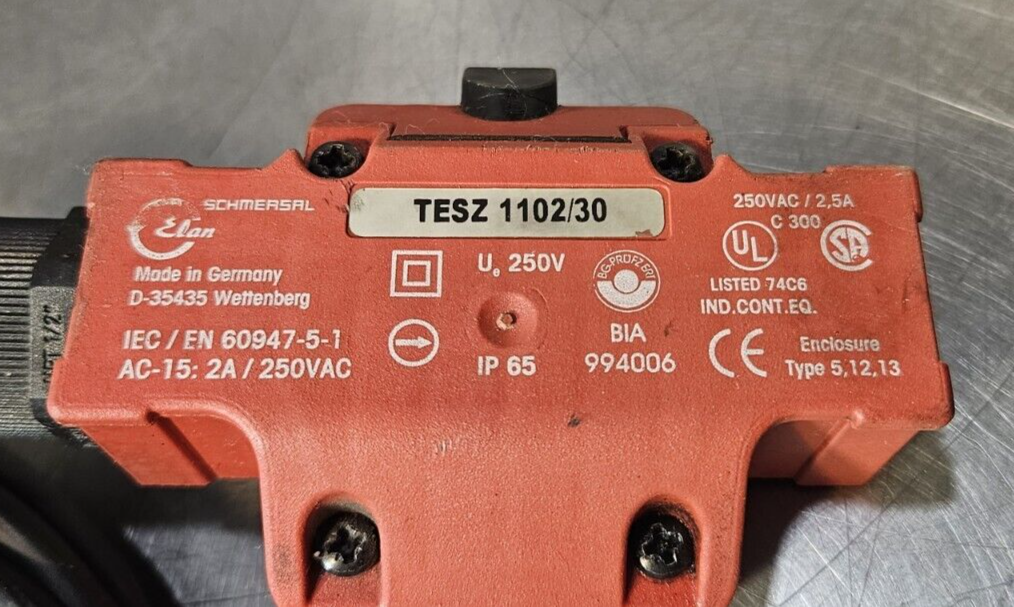 SCHMERSAL
Elan
Made in Germany
D-35435 Wettenberg
IEC / EN 60947-5-1
AC-15: 2A / 250VAC
TESZ 1102/30
Ue 250V
IP 65
BG-PRÜFZERT
BIA
994006
250VAC / 2,5A
C 300
UL
SA
LISTED 74C6
IND.CONT.EQ.
CE
Enclosure
Type 5,12,13
1/2"